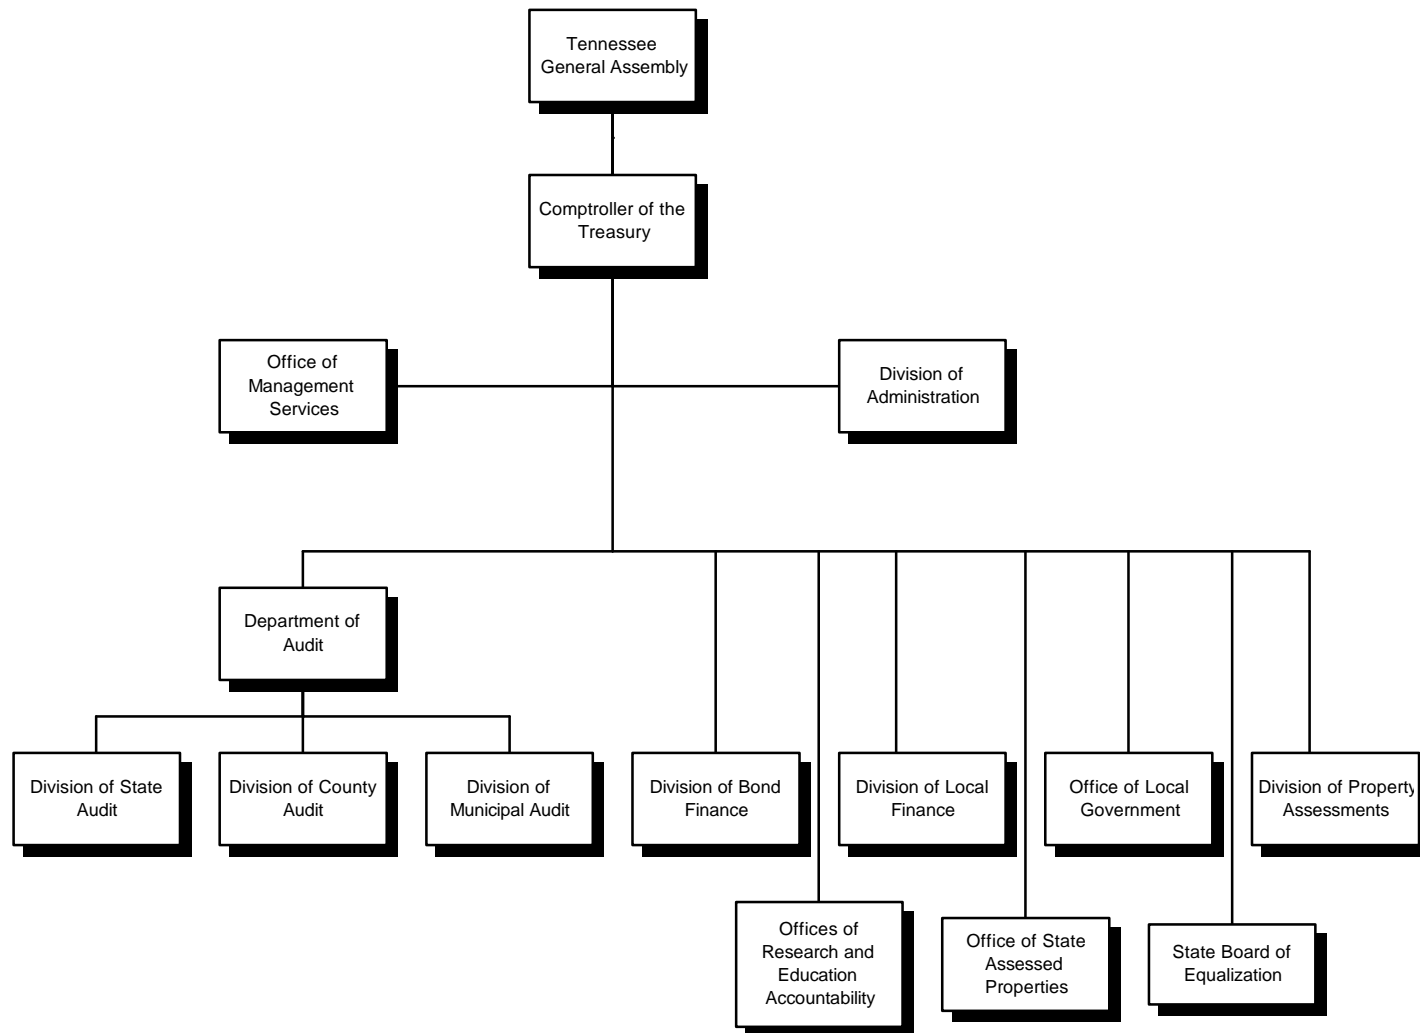 Tennessee
General Assembly
Comptroller of the
Treasury
Office of
Management
Services
Division of
Administration
Department of
Audit
Division of State
Audit
Division of County
Audit
Division of
Municipal Audit
Division of Bond
Finance
Division of Local
Finance
Office of Local
Government
Division of Property
Assessments
Offices of
Research and
Education
Accountability
Office of State
Assessed
Properties
State Board of
Equalization